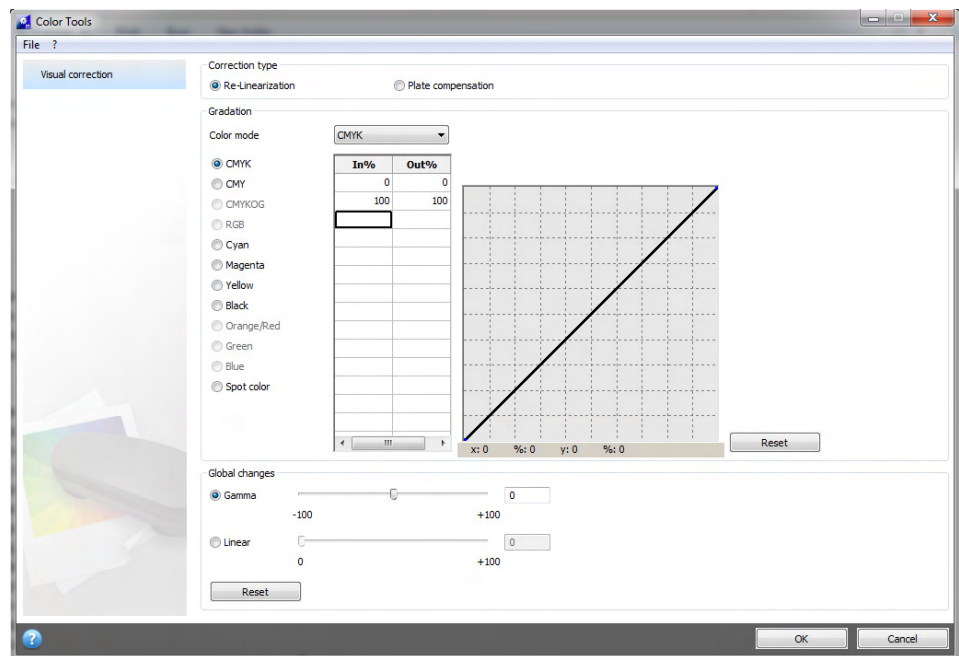 Color Tools
File ?
Visual correction
Correction type
Re-Linearization Plate compensation
Gradation
Color mode CMYK
CMYK
CMY
CMYKOG
RGB
Cyan
Magenta
Yellow
Black
Orange/Red
Green
Blue
Spot color
In% Out%
0 0
100 100
x: 0 %: 0 y: 0 %: 0
Reset
Global changes
Gamma 0
-100 +100
Linear 0
0 +100
Reset
?
OK Cancel